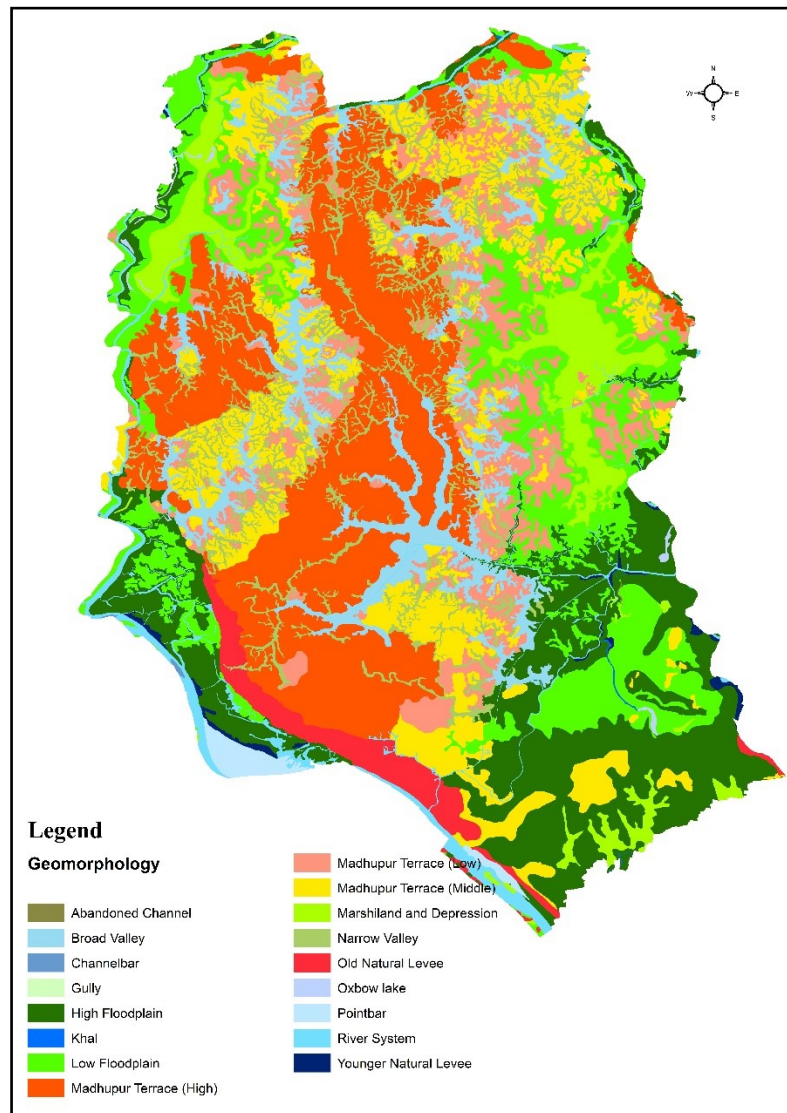 N
W E
S
Legend
Geomorphology
Abandoned Channel
Broad Valley
Channelbar
Gully
High Floodplain
Khal
Low Floodplain
Madhupur Terrace (High)
Madhupur Terrace (Low)
Madhupur Terrace (Middle)
Marshiland and Depression
Narrow Valley
Old Natural Levee
Oxbow lake
Pointbar
River System
Younger Natural Levee